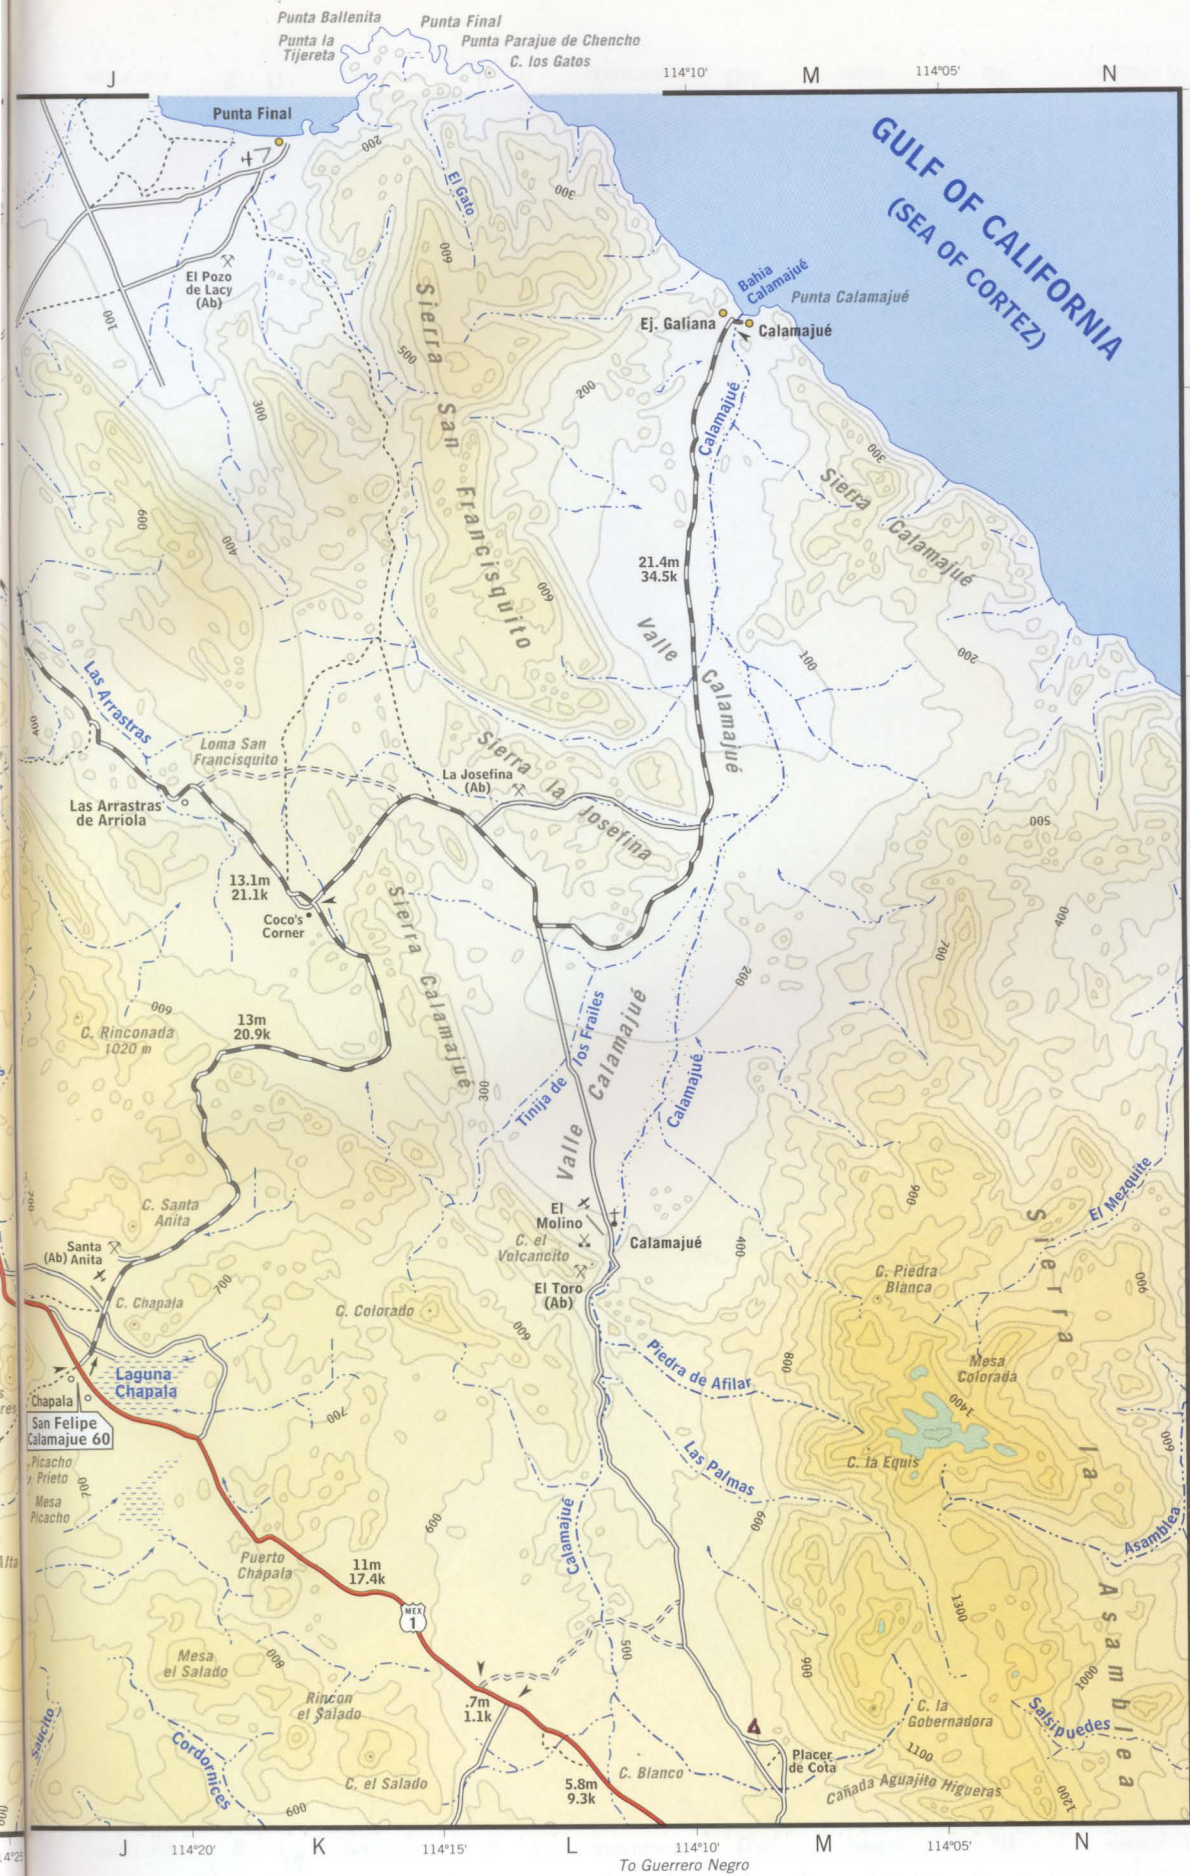 Punta Ballenita
Punta Final
Punta la
Tijereta
Punta Parajue de Chencho
C. los Gatos
J
114°10'
M
114°05'
N
Punta Final
47
GULF OF CALIFORNIA
(SEA OF CORTEZ)
200
El Gato
300
600
El Pozo
de Lacy
(Ab)
100
Bahia
Calamajué
Punta Calamajué
Ej. Galiana
Calamajué
Sierra San Francisquito
500
200
300
Calamajué
300
Sierra Calamajué
600
400
600
21.4m
34.5k
Valle Calamajué
100
200
Las Arrastras
400
Loma San
Francisquito
Sierra la Josefina
La Josefina
(Ab)
Las Arrastras
de Arriola
500
13.1m
21.1k
Coco's
Corner
Sierra Calamajué
400
700
200
600
C. Rinconada
1020 m
13m
20.9k
Tinija de los Frailes
Valle Calamajué
Calamajué
300
700
C. Santa
Anita
El
Molino
C. el
Volcancito
Calamajué
400
900
El Mezquite
Sierra la Asamblea
Santa
(Ab) Anita
El Toro
(Ab)
C. Piedra
Blanca
900
C. Chapala
700
C. Colorado
600
Laguna
Chapala
Piedra de Afilar
800
Mesa
Colorada
1400
Chapala
San Felipe
Calamajue 60
700
Las Palmas
C. la Equis
600
Picacho
Prieto
700
Mesa
Picacho
600
Calamajué
600
Asamblea
Puerto
Chapala
11m
17.4k
MEX
1
1300
Mesa
el Salado
800
500
900
1000
Rincon
el Salado
.7m
1.1k
C. la
Gobernadora
Salsipuedes
Saucito
Cordornices
1100
Placer
de Cota
C. el Salado
5.8m
9.3k
C. Blanco
Cañada Aguajito Higueras
1200
600
J
114°20'
K
114°15'
L
114°10'
M
114°05'
N
To Guerrero Negro